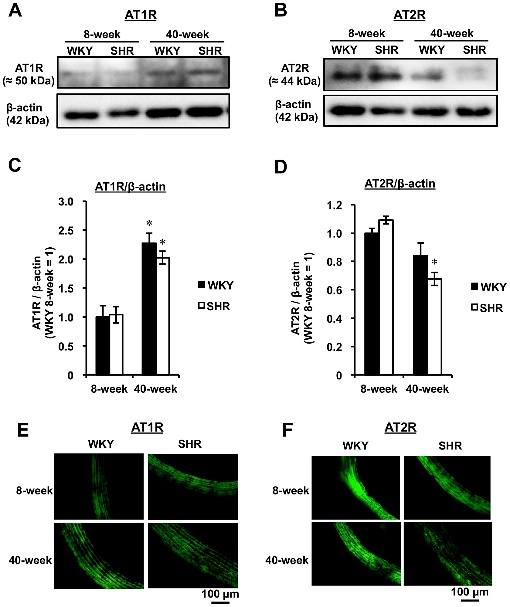 A
AT1R
8-week 40-week
WKY SHR WKY SHR
AT1R
(≈ 50 kDa)
β-actin
(42 kDa)
B
AT2R
8-week 40-week
WKY SHR WKY SHR
AT2R
(≈ 44 kDa)
β-actin
(42 kDa)
C
AT1R/β-actin
AT1R / β-actin
(WKY 8-week = 1)
3.0
2.5
2.0
1.5
1.0
0.5
0
* *
8-week 40-week
WKY
SHR
D
AT2R/β-actin
AT2R / β-actin
(WKY 8-week = 1)
1.2
1.0
0.8
0.6
0.4
0.2
0
*
8-week 40-week
WKY
SHR
E
AT1R
WKY SHR
8-week
40-week
100 µm
F
AT2R
WKY SHR
8-week
40-week
100 µm